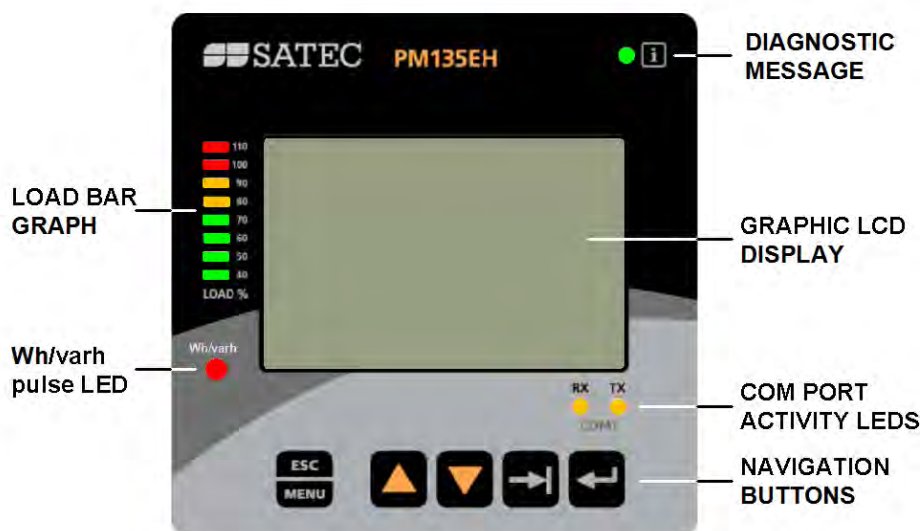 SATEC PM135EH
i
DIAGNOSTIC
MESSAGE
110
100
90
80
70
60
50
40
LOAD %
LOAD BAR
GRAPH
GRAPHIC LCD
DISPLAY
Wh/varh
Wh/varh
pulse LED
RX TX
COM1
COM PORT
ACTIVITY LEDS
ESC
MENU
NAVIGATION
BUTTONS